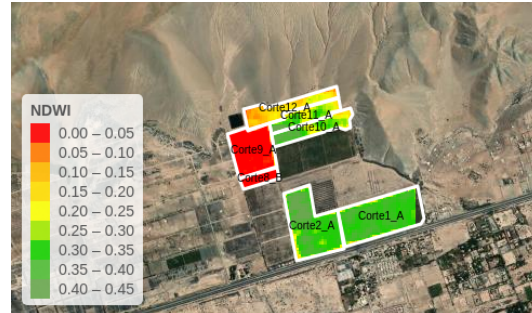 NDWI
0.00 – 0.05
0.05 – 0.10
0.10 – 0.15
0.15 – 0.20
0.20 – 0.25
0.25 – 0.30
0.30 – 0.35
0.35 – 0.40
0.40 – 0.45
Corte12_A
Corte11_A
Corte10_A
Corte9_A
Corte8_B
Corte2_A
Corte1_A